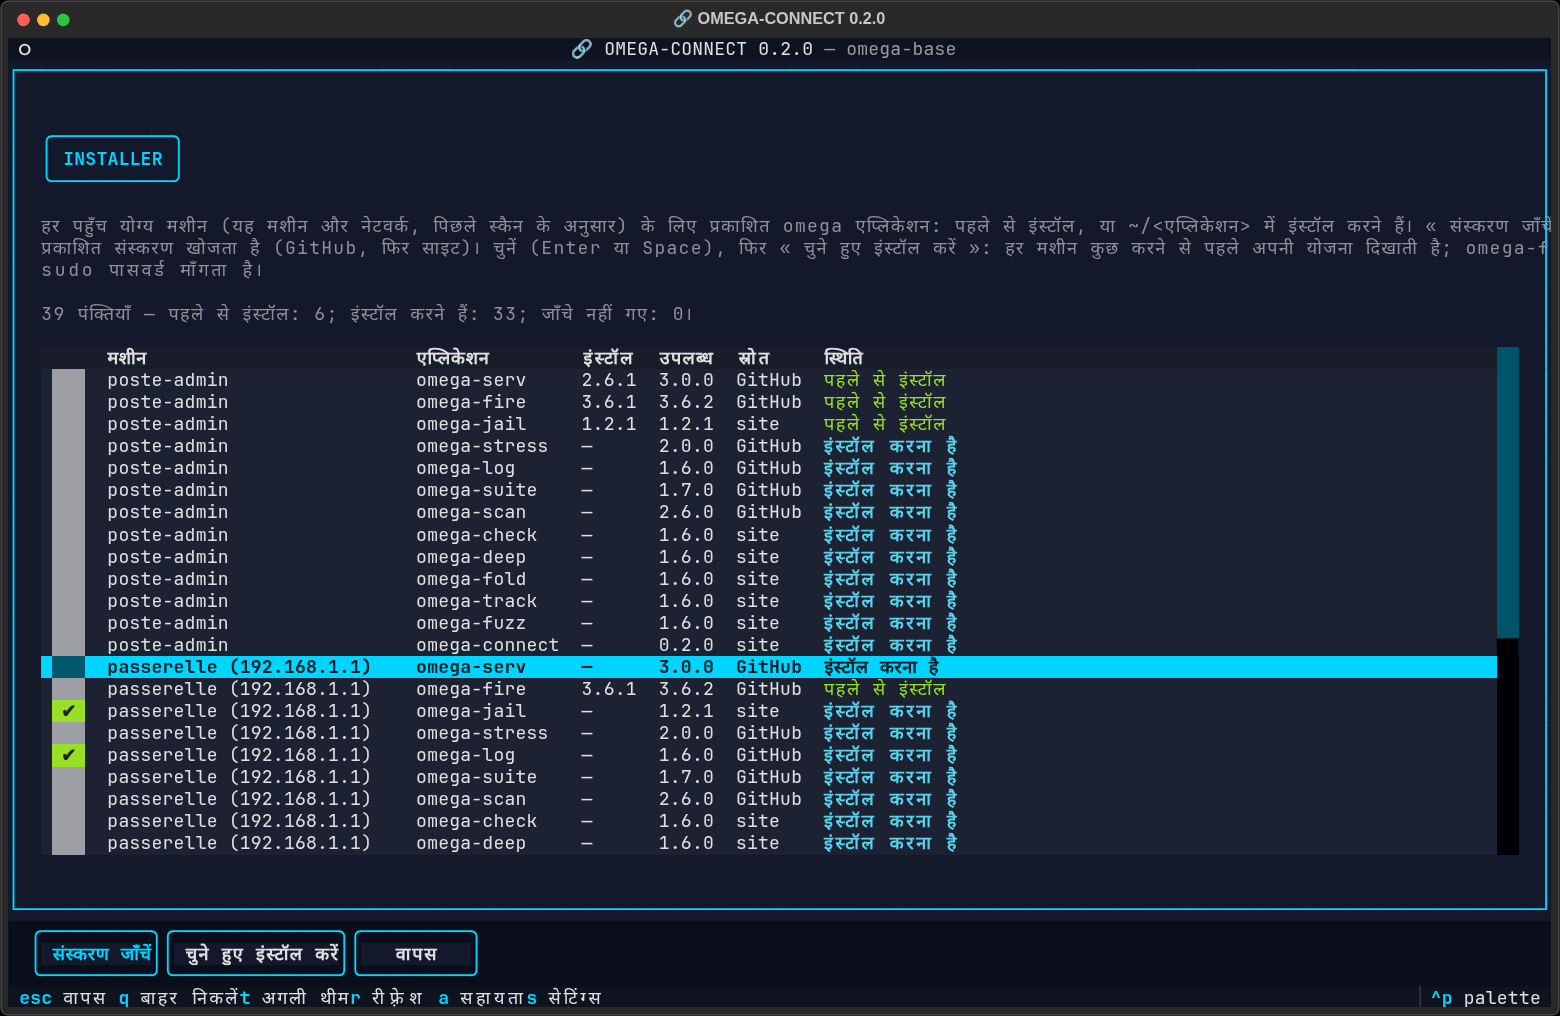 🔗 OMEGA-CONNECT 0.2.0
🔗 OMEGA-CONNECT 0.2.0 — omega-base
INSTALLER
हर पहुँच योग्य मशीन (यह मशीन और नेटवर्क, पिछले स्कैन के अनुसार) के लिए प्रकाशित omega एप्लिकेशन: पहले से इंस्टॉल, या ~/<एप्लिकेशन> में इंस्टॉल करने हैं। « संस्करण जाँचें
प्रकाशित संस्करण खोजता है (GitHub, फिर साइट)। चुनें (Enter या Space), फिर « चुने हुए इंस्टॉल करें »: हर मशीन कुछ करने से पहले अपनी योजना दिखाती है; omega-f
sudo पासवर्ड माँगता है।
39 पंक्तियाँ — पहले से इंस्टॉल: 6; इंस्टॉल करने हैं: 33; जाँचे नहीं गए: 0।
मशीन एप्लिकेशन इंस्टॉल उपलब्ध स्रोत स्थिति
poste-admin omega-serv 2.6.1 3.0.0 GitHub पहले से इंस्टॉल
poste-admin omega-fire 3.6.1 3.6.2 GitHub पहले से इंस्टॉल
poste-admin omega-jail 1.2.1 1.2.1 site पहले से इंस्टॉल
poste-admin omega-stress — 2.0.0 GitHub इंस्टॉल करना है
poste-admin omega-log — 1.6.0 GitHub इंस्टॉल करना है
poste-admin omega-suite — 1.7.0 GitHub इंस्टॉल करना है
poste-admin omega-scan — 2.6.0 GitHub इंस्टॉल करना है
poste-admin omega-check — 1.6.0 site इंस्टॉल करना है
poste-admin omega-deep — 1.6.0 site इंस्टॉल करना है
poste-admin omega-fold — 1.6.0 site इंस्टॉल करना है
poste-admin omega-track — 1.6.0 site इंस्टॉल करना है
poste-admin omega-fuzz — 1.6.0 site इंस्टॉल करना है
poste-admin omega-connect — 0.2.0 site इंस्टॉल करना है
passerelle (192.168.1.1) omega-serv — 3.0.0 GitHub इंस्टॉल करना है
passerelle (192.168.1.1) omega-fire 3.6.1 3.6.2 GitHub पहले से इंस्टॉल
✔ passerelle (192.168.1.1) omega-jail — 1.2.1 site इंस्टॉल करना है
passerelle (192.168.1.1) omega-stress — 2.0.0 GitHub इंस्टॉल करना है
✔ passerelle (192.168.1.1) omega-log — 1.6.0 GitHub इंस्टॉल करना है
passerelle (192.168.1.1) omega-suite — 1.7.0 GitHub इंस्टॉल करना है
passerelle (192.168.1.1) omega-scan — 2.6.0 GitHub इंस्टॉल करना है
passerelle (192.168.1.1) omega-check — 1.6.0 site इंस्टॉल करना है
passerelle (192.168.1.1) omega-deep — 1.6.0 site इंस्टॉल करना है
संस्करण जाँचें चुने हुए इंस्टॉल करें वापस
esc वापस q बाहर निकलें t अगली थीम r रीफ़्रेश a सहायता s सेटिंग्स ^p palette